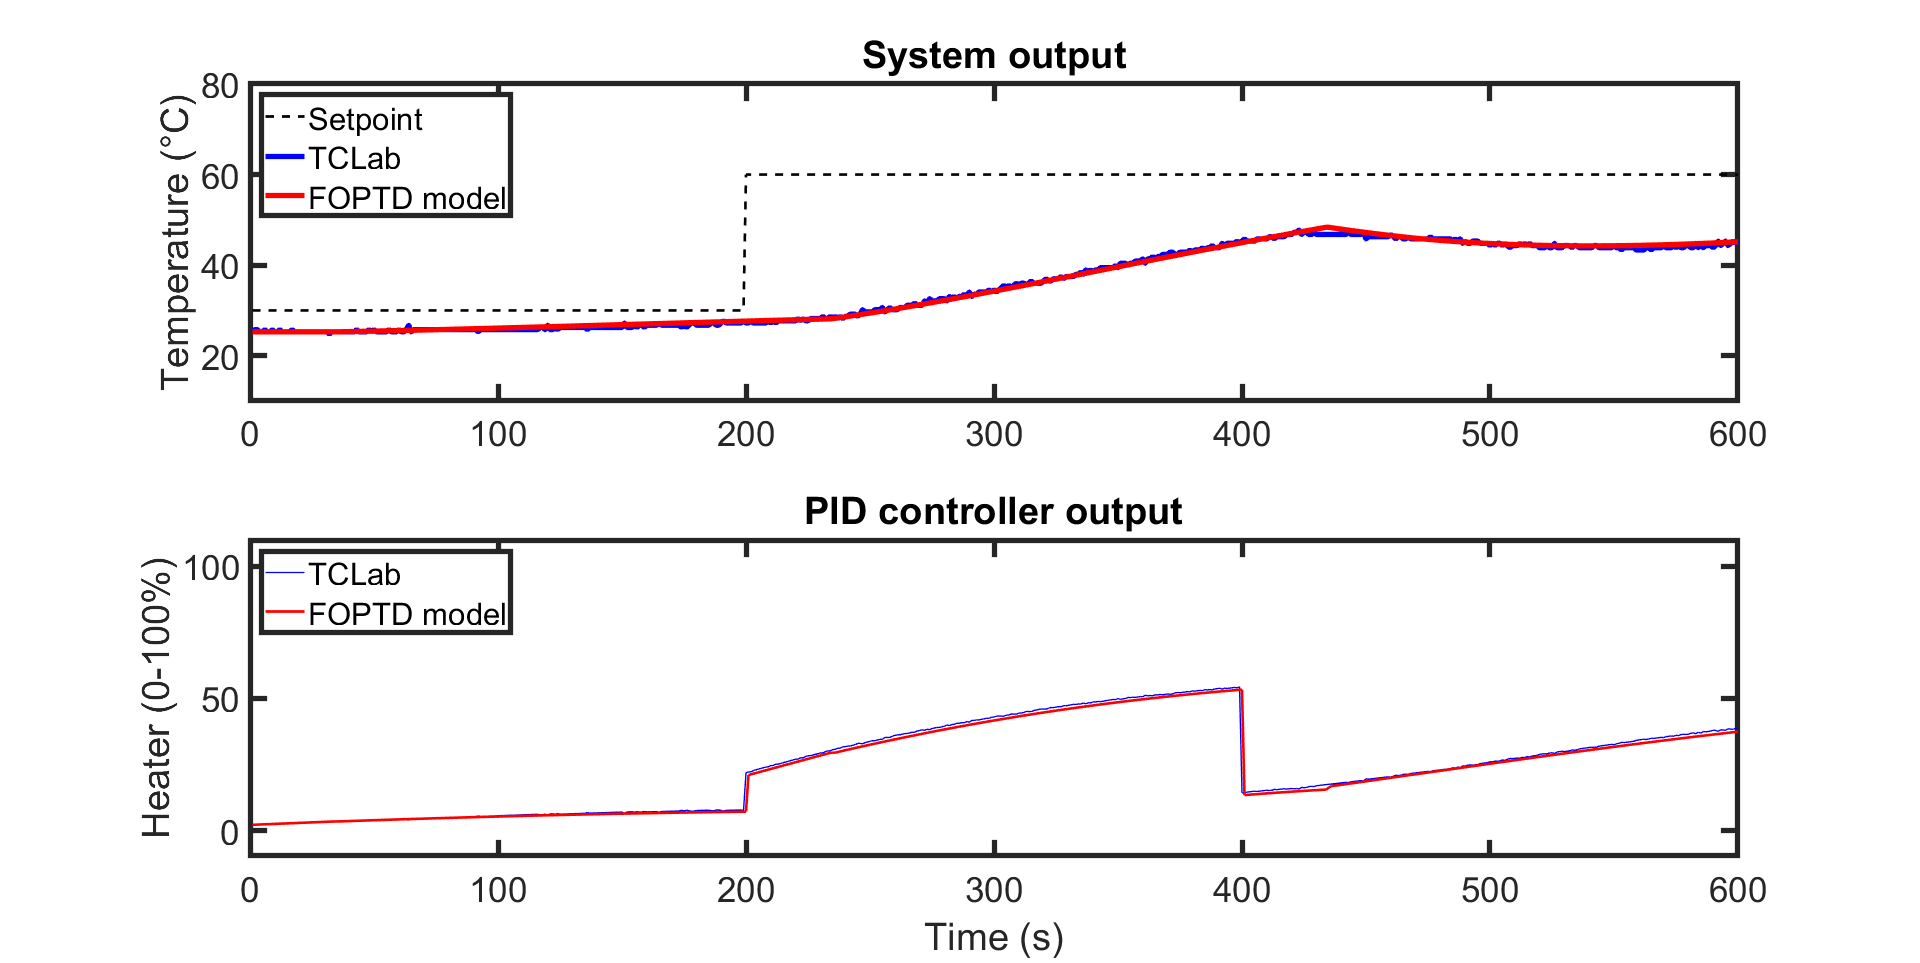 System output
Temperature (°C)
80
60
40
20
Setpoint
TCLab
FOPTD model
0 100 200 300 400 500 600
PID controller output
Heater (0-100%)
100
50
0
TCLab
FOPTD model
0 100 200 300 400 500 600
Time (s)